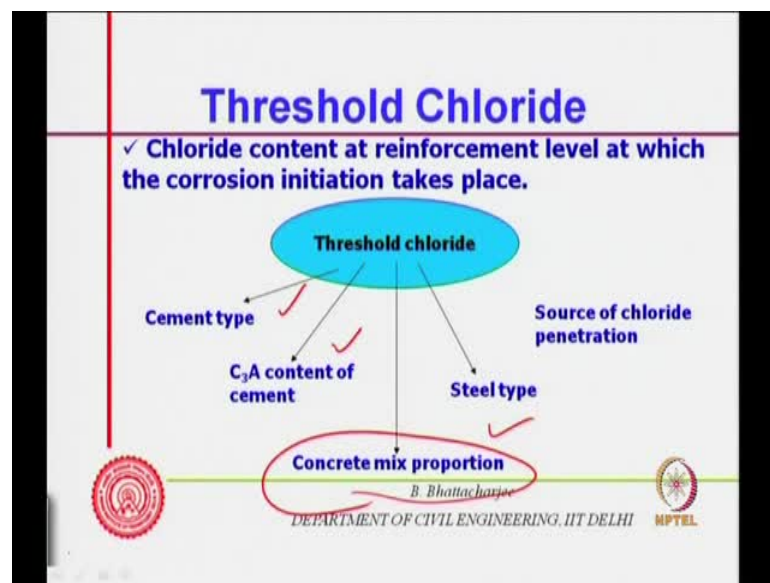 Threshold Chloride
✓ Chloride content at reinforcement level at which
the corrosion initiation takes place.
Threshold chloride
Cement type
Source of chloride
penetration
C₃A content of
cement
Steel type
Concrete mix proportion
B. Bhattacharjee
DEPARTMENT OF CIVIL ENGINEERING, IIT DELHI
NPTEL